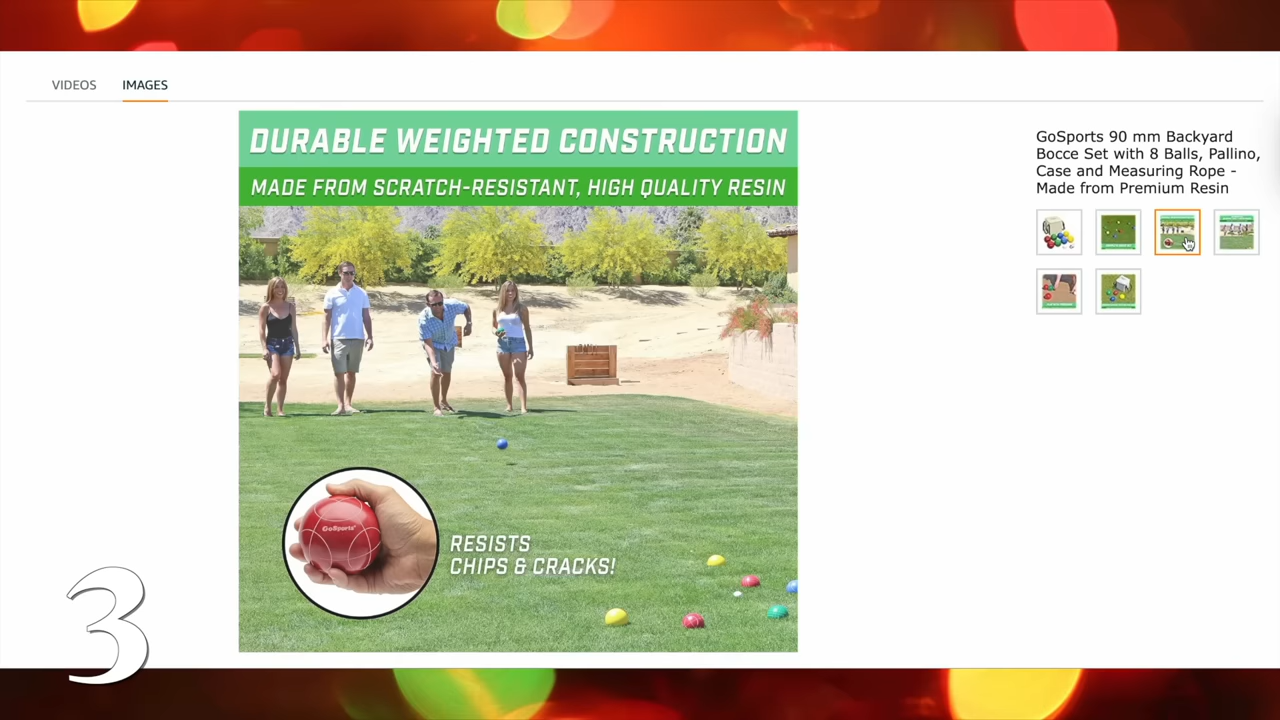 VIDEOS IMAGES
DURABLE WEIGHTED CONSTRUCTION
MADE FROM SCRATCH-RESISTANT, HIGH QUALITY RESIN
GoSports 90 mm Backyard
Bocce Set with 8 Balls, Pallino,
Case and Measuring Rope -
Made from Premium Resin
GoSports
RESISTS
CHIPS & CRACKS!
3